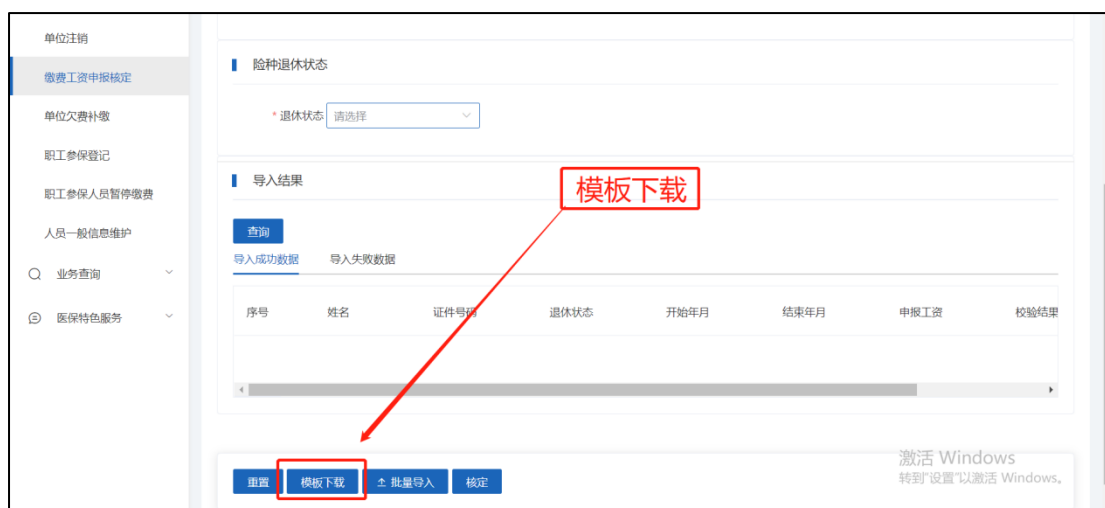 单位注销
缴费工资申报核定
单位欠费补缴
职工参保登记
职工参保人员暂停缴费
人员一般信息维护
业务查询
医保特色服务
险种退休状态
* 退休状态 请选择
导入结果
模板下载
查询
导入成功数据 导入失败数据
序号 姓名 证件号码 退休状态 开始年月 结束年月 申报工资 校验结果
重置 模板下载 批量导入 核定
激活 Windows
转到"设置"以激活 Windows。